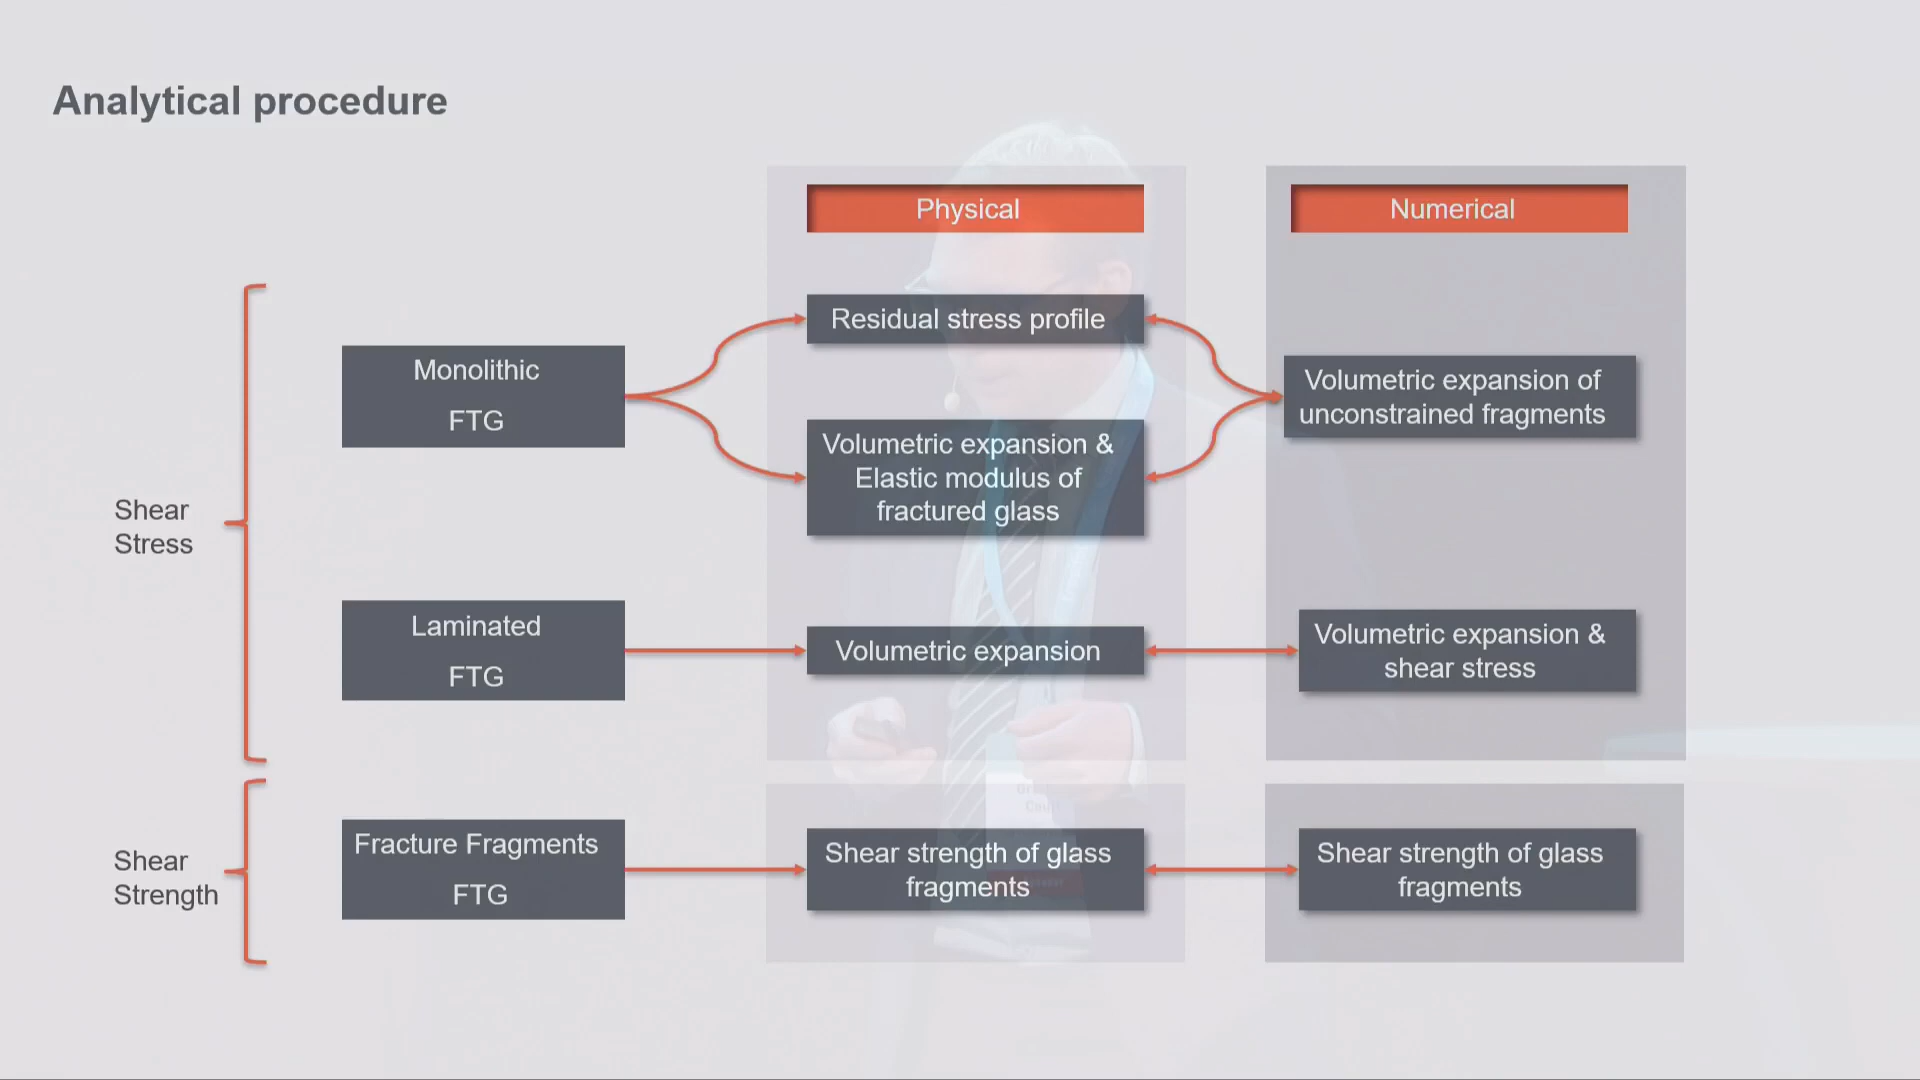 Analytical procedure
Physical
Numerical
Residual stress profile
Monolithic
FTG
Volumetric expansion of
unconstrained fragments
Volumetric expansion &
Elastic modulus of
fractured glass
Shear
Stress
Laminated
FTG
Volumetric expansion
Volumetric expansion &
shear stress
Shear
Strength
Fracture Fragments
FTG
Shear strength of glass
fragments
Shear strength of glass
fragments